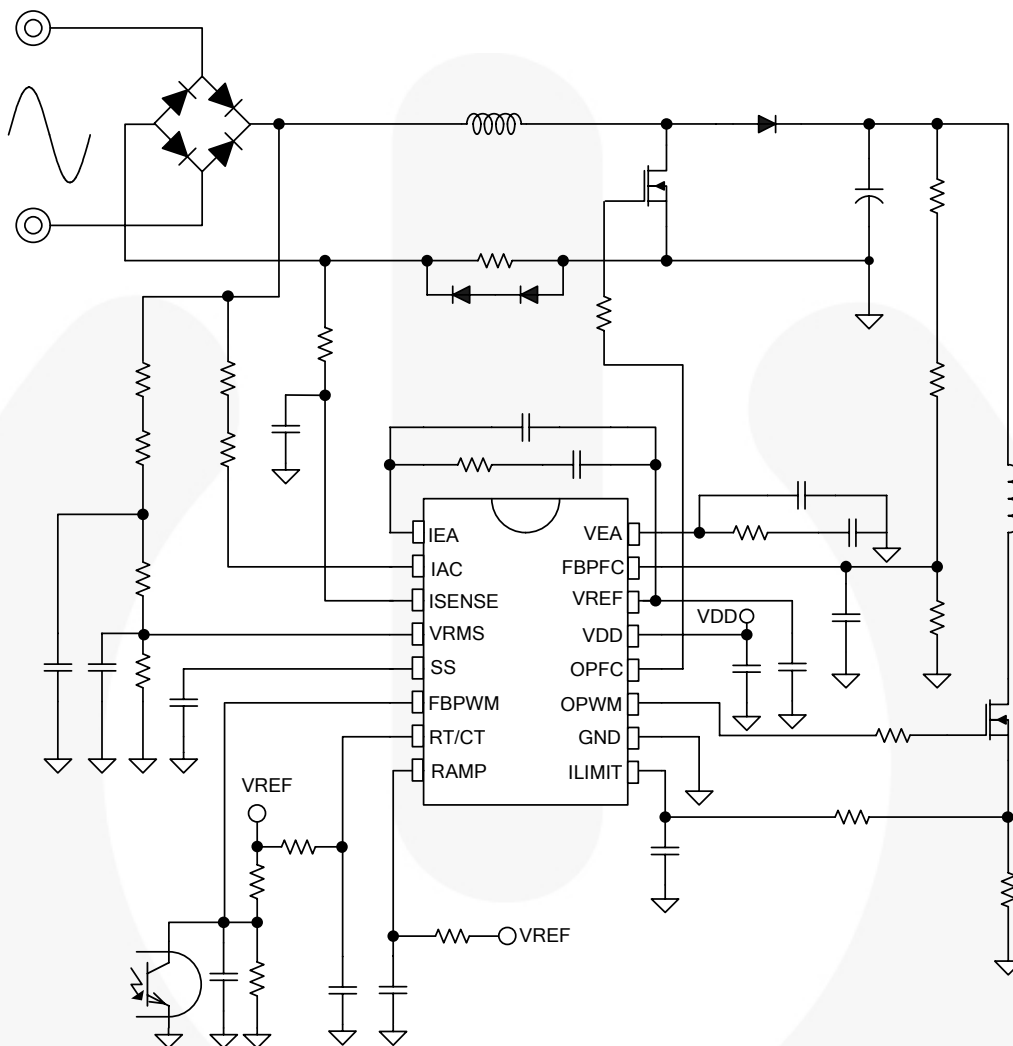 IEA
IAC
ISENSE
VRMS
SS
FBPWM
RT/CT
RAMP
VEA
FBPFC
VREF
VDD
OPFC
OPWM
GND
ILIMIT
VDD
VREF
VREF